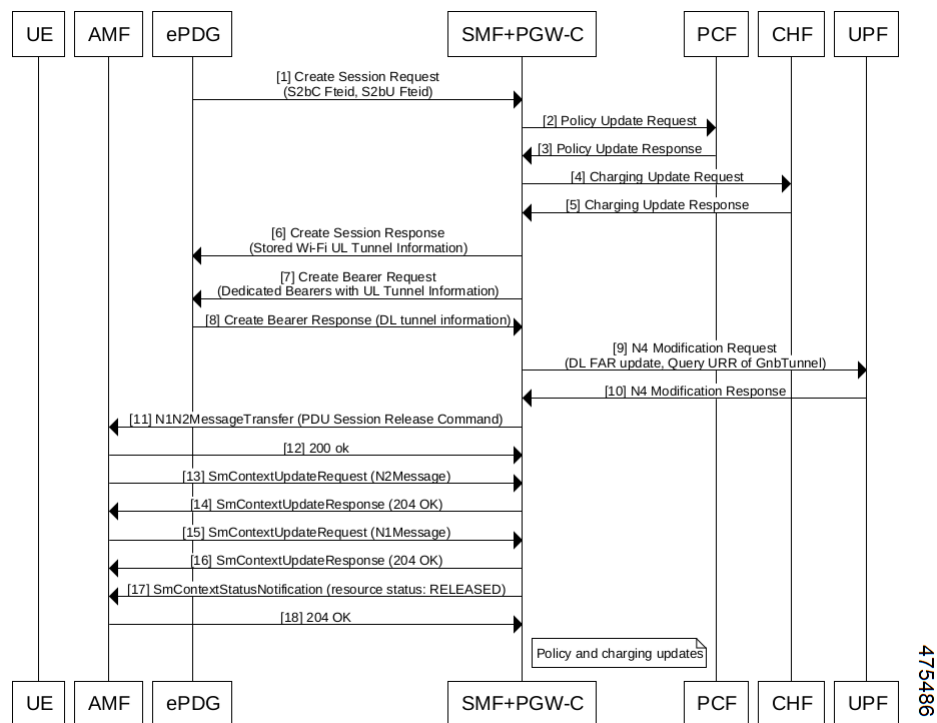 UE AMF ePDG SMF+PGW-C PCF CHF UPF
[1] Create Session Request
(S2bC Fteid, S2bU Fteid)
[2] Policy Update Request
[3] Policy Update Response
[4] Charging Update Request
[5] Charging Update Response
[6] Create Session Response
(Stored Wi-Fi UL Tunnel Information)
[7] Create Bearer Request
(Dedicated Bearers with UL Tunnel Information)
[8] Create Bearer Response (DL tunnel information)
[9] N4 Modification Request
(DL FAR update, Query URR of GnbTunnel)
[10] N4 Modification Response
[11] N1N2MessageTransfer (PDU Session Release Command)
[12] 200 ok
[13] SmContextUpdateRequest (N2Message)
[14] SmContextUpdateResponse (204 OK)
[15] SmContextUpdateRequest (N1Message)
[16] SmContextUpdateResponse (204 OK)
[17] SmContextStatusNotification (resource status: RELEASED)
[18] 204 OK
Policy and charging updates
UE AMF ePDG SMF+PGW-C PCF CHF UPF
475486